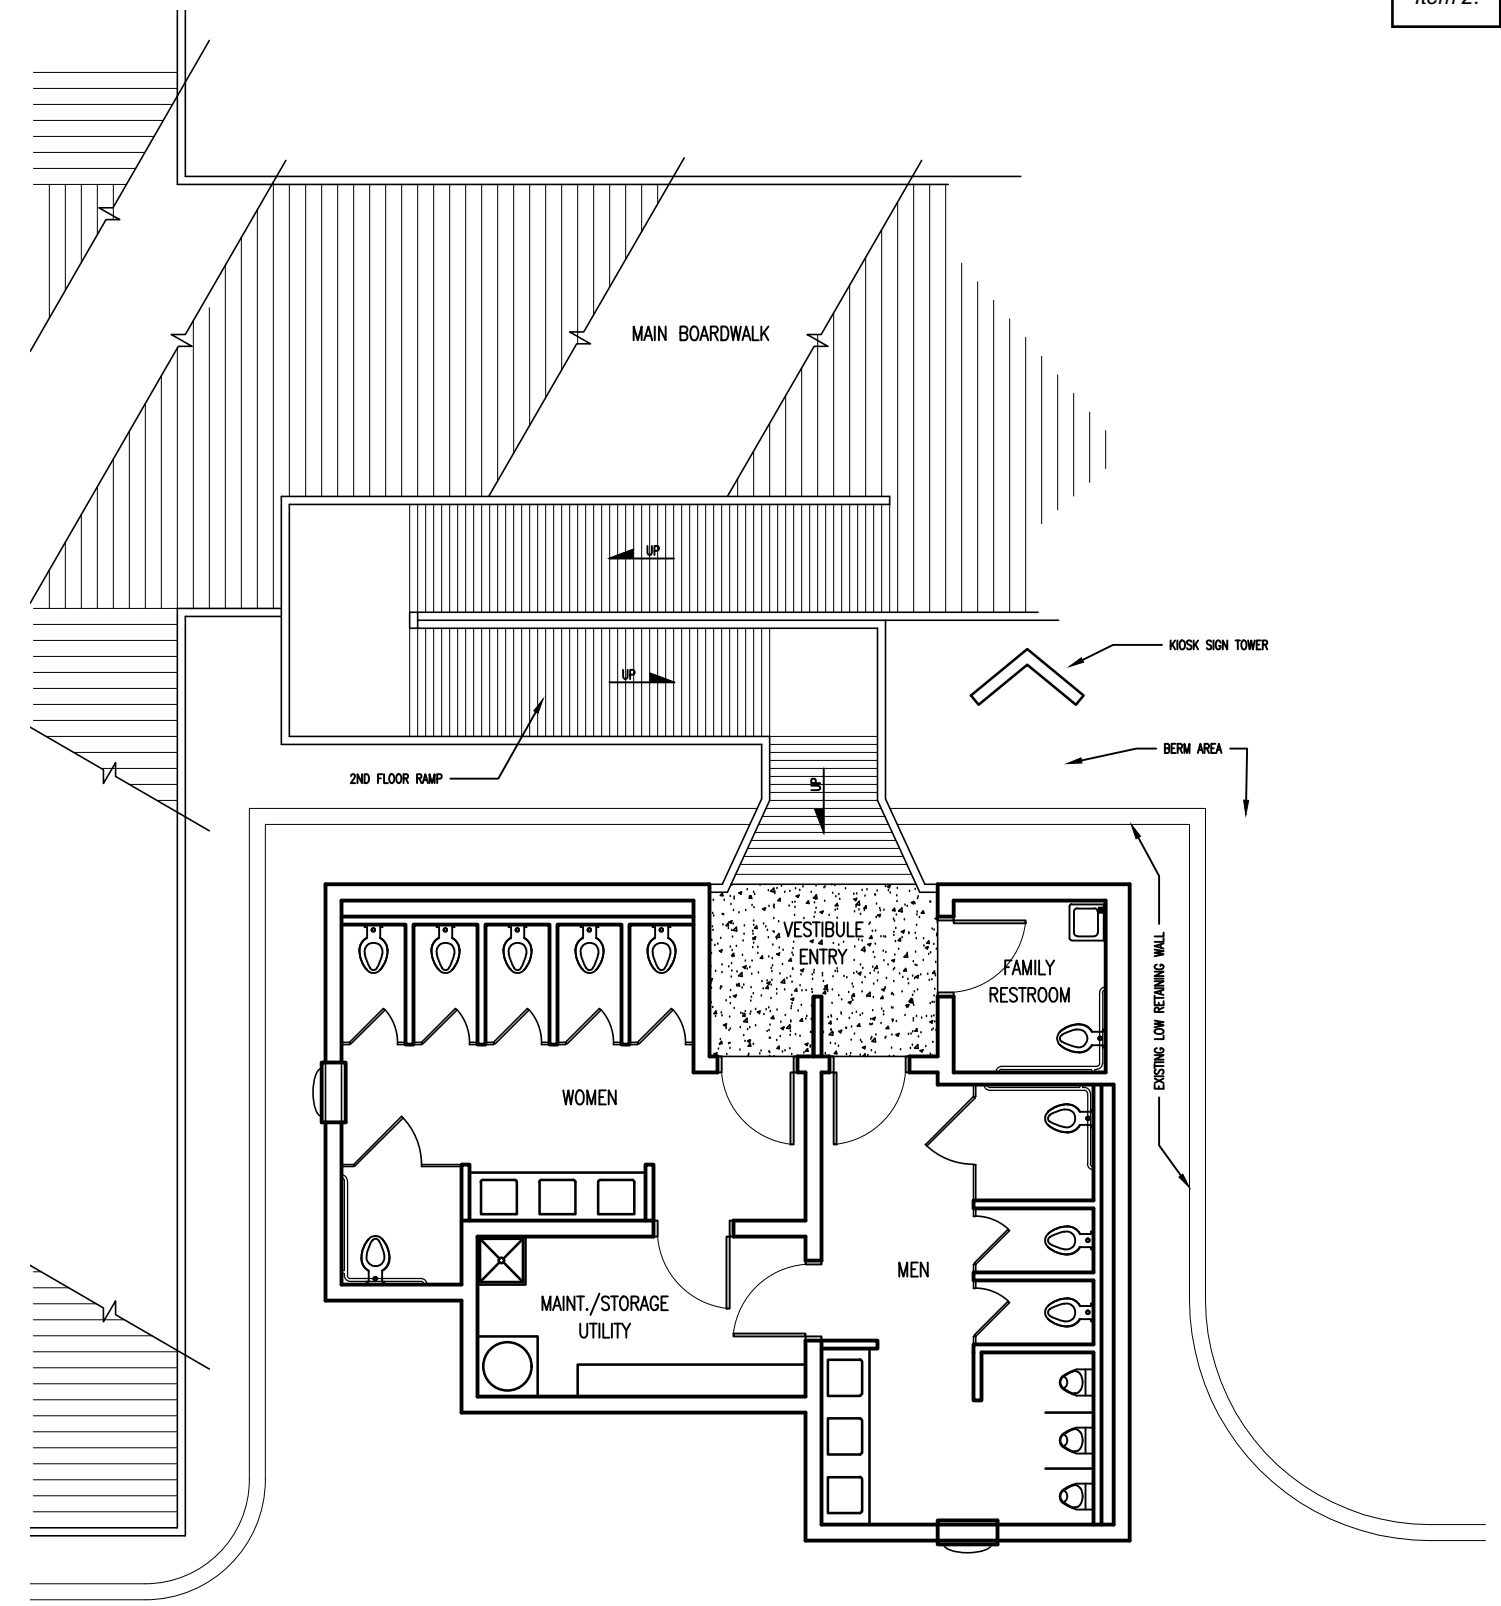 Item 2.
MAIN BOARDWALK
UP
UP
KIOSK SIGN TOWER
BERM AREA
2ND FLOOR RAMP
UP
VESTIBULE
ENTRY
FAMILY
RESTROOM
EXISTING LOW RETAINING WALL
WOMEN
MEN
MAINT./STORAGE
UTILITY